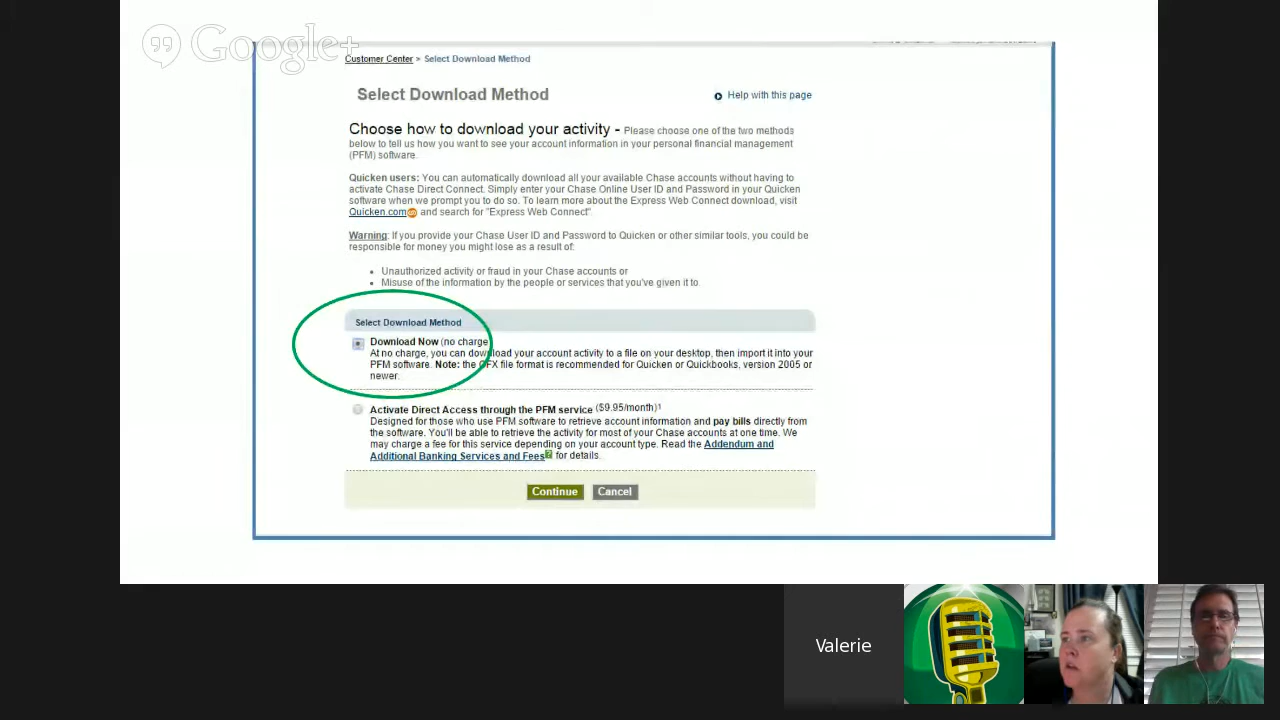 Google+
Customer Center > Select Download Method
Select Download Method
Help with this page
Choose how to download your activity - Please choose one of the two methods
below to tell us how you want to see your account information in your personal financial management
(PFM) software.
Quicken users: You can automatically download all your available Chase accounts without having to
activate Chase Direct Connect. Simply enter your Chase Online User ID and Password in your Quicken
software when we prompt you to do so. To learn more about the Express Web Connect download, visit
Quicken.com and search for "Express Web Connect".
Warning: If you provide your Chase User ID and Password to Quicken or other similar tools, you could be
responsible for money you might lose as a result of:
• Unauthorized activity or fraud in your Chase accounts or
• Misuse of the information by the people or services that you've given it to.
Select Download Method
Download Now (no charge
At no charge, you can download your account activity to a file on your desktop, then import it into your
PFM software. Note: the QFX file format is recommended for Quicken or Quickbooks, version 2005 or
newer.
Activate Direct Access through the PFM service ($9.95/month)1
Designed for those who use PFM software to retrieve account information and pay bills directly from
the software. You'll be able to retrieve the activity for most of your Chase accounts at one time. We
may charge a fee for this service depending on your account type. Read the Addendum and
Additional Banking Services and Fees for details.
Continue Cancel
Valerie